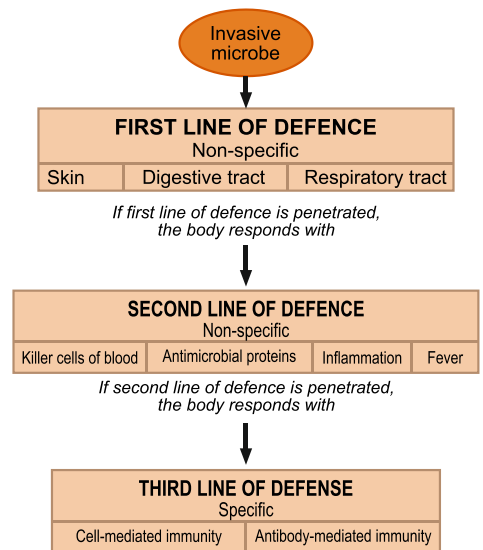 Invasive
microbe
FIRST LINE OF DEFENCE
Non-specific
Skin
Digestive tract
Respiratory tract
If first line of defence is penetrated,
the body responds with
SECOND LINE OF DEFENCE
Non-specific
Killer cells of blood
Antimicrobial proteins
Inflammation
Fever
If second line of defence is penetrated,
the body responds with
THIRD LINE OF DEFENSE
Specific
Cell-mediated immunity
Antibody-mediated immunity